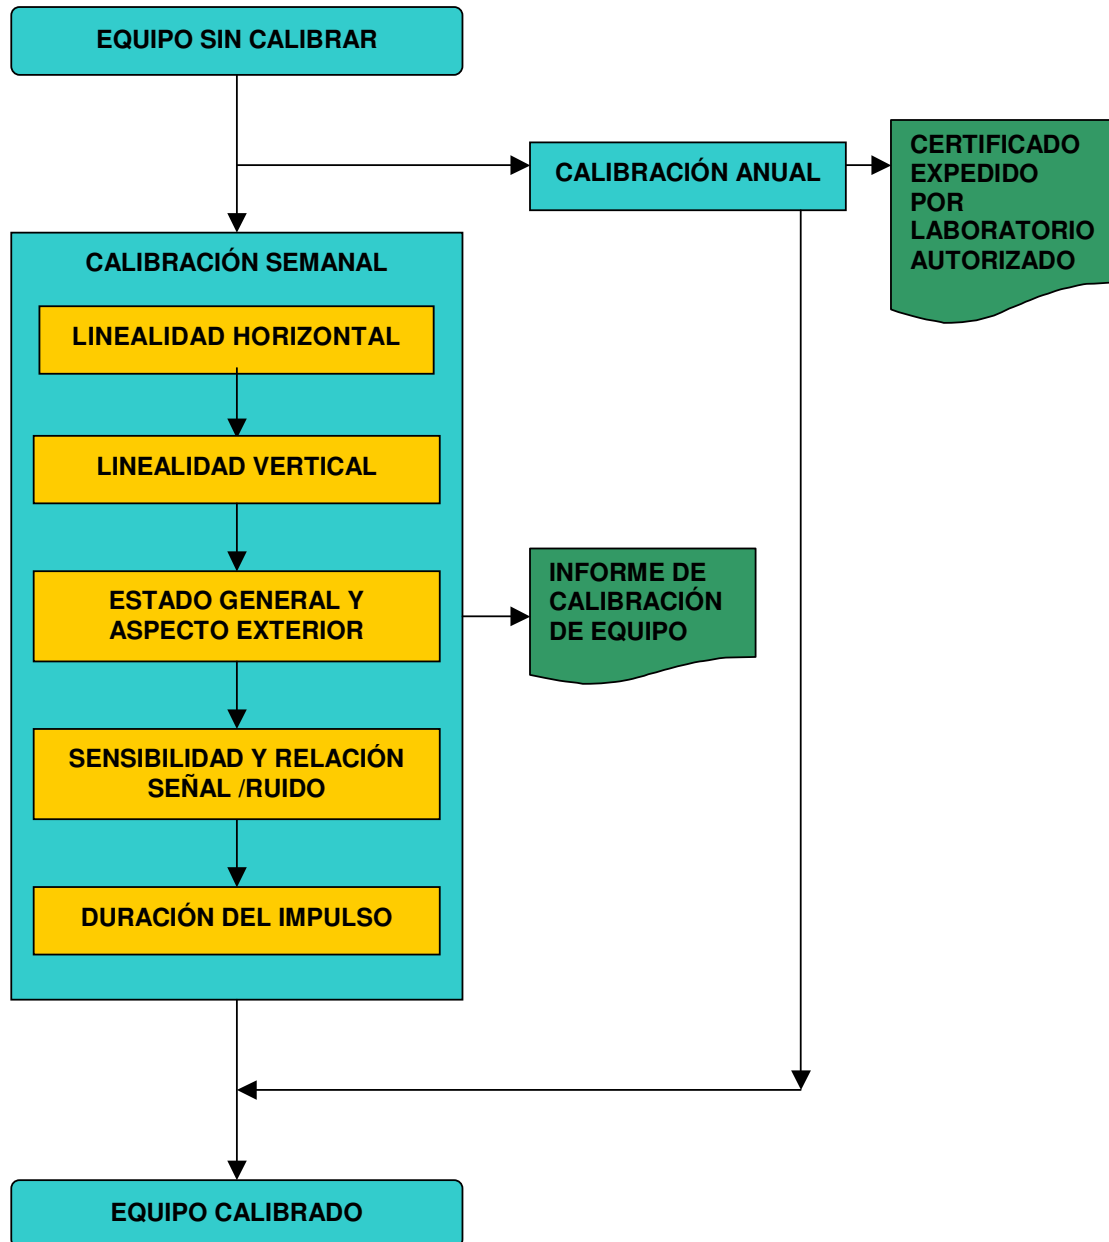 EQUIPO SIN CALIBRAR
CALIBRACIÓN ANUAL
CERTIFICADO
EXPEDIDO
POR
LABORATORIO
AUTORIZADO
CALIBRACIÓN SEMANAL
LINEALIDAD HORIZONTAL
LINEALIDAD VERTICAL
ESTADO GENERAL Y
ASPECTO EXTERIOR
INFORME DE
CALIBRACIÓN
DE EQUIPO
SENSIBILIDAD Y RELACIÓN
SEÑAL /RUIDO
DURACIÓN DEL IMPULSO
EQUIPO CALIBRADO